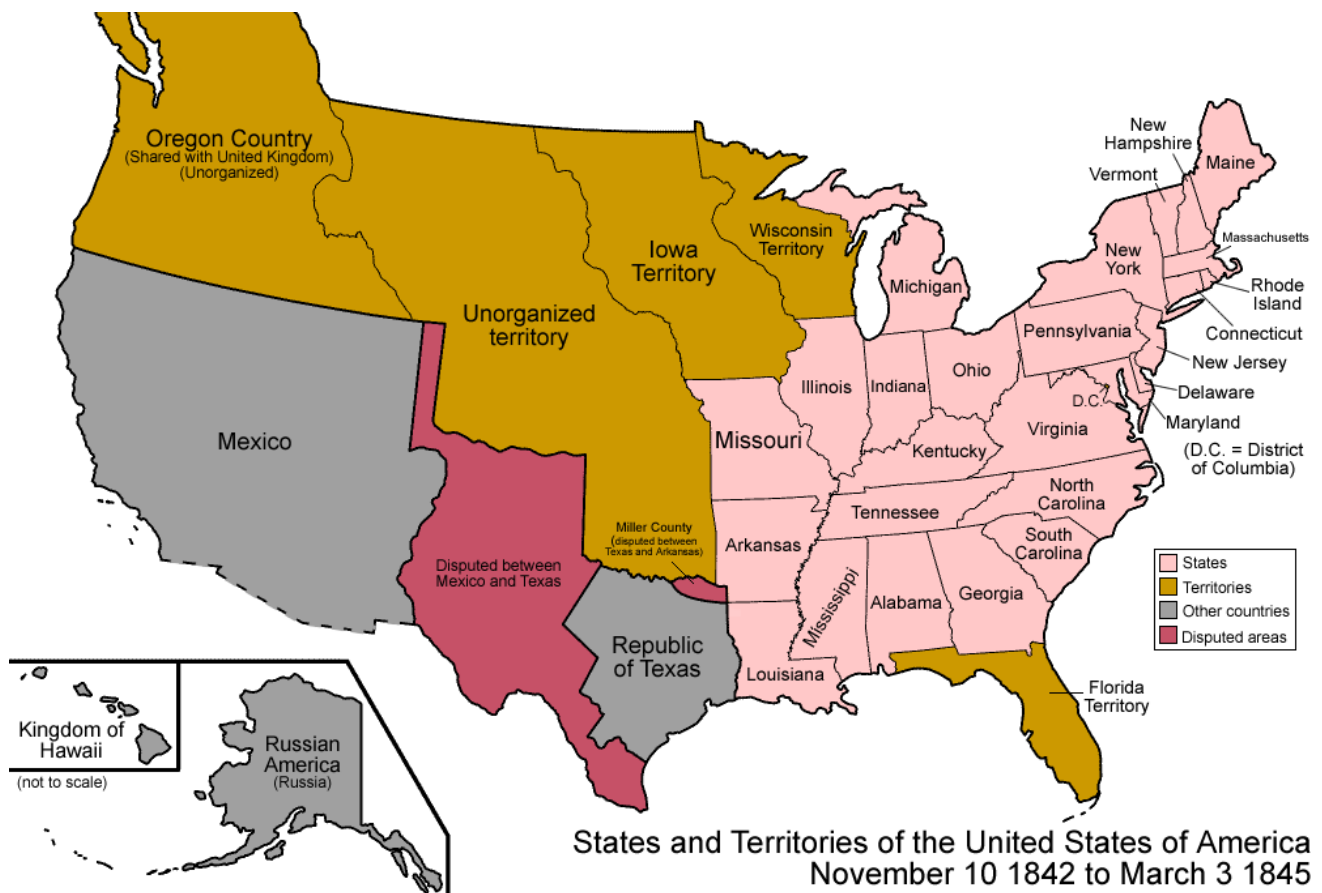 Oregon Country
(Shared with United Kingdom)
(Unorganized)
Unorganized
territory
Iowa
Territory
Wisconsin
Territory
Michigan
New
Hampshire
Vermont
Maine
Massachusetts
New
York
Rhode
Island
Connecticut
Pennsylvania
New Jersey
Delaware
Maryland
D.C.
(D.C. = District
of Columbia)
Illinois
Indiana
Ohio
Missouri
Kentucky
Virginia
Mexico
North
Carolina
Tennessee
South
Carolina
Arkansas
Miller County
(disputed between
Texas and Arkansas)
Disputed between
Mexico and Texas
Mississippi
Alabama
Georgia
Republic
of Texas
Louisiana
Florida
Territory
States
Territories
Other countries
Disputed areas
Kingdom of
Hawaii
(not to scale)
Russian
America
(Russia)
States and Territories of the United States of America
November 10 1842 to March 3 1845